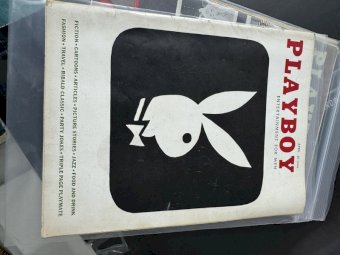 PLAYBOY
ENTERTAINMENT FOR MEN
FICTION • CARTOONS • ARTICLES • PICTURE STORIES • JAZZ • FOOD AND DRINK
FASHION • TRAVEL • RIBALD CLASSIC • PARTY JOKES • TRIPLE PAGE PLAYMATE